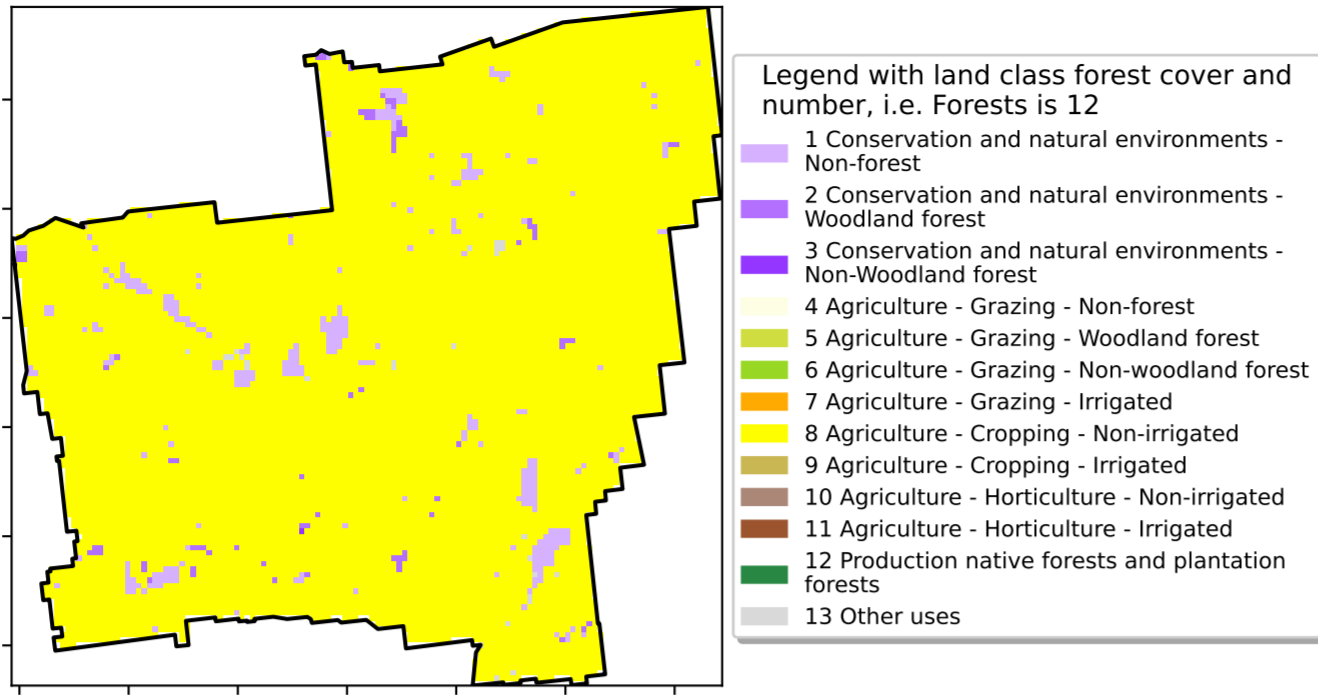 Legend with land class forest cover and
number, i.e. Forests is 12
1 Conservation and natural environments -
Non-forest
2 Conservation and natural environments -
Woodland forest
3 Conservation and natural environments -
Non-Woodland forest
4 Agriculture - Grazing - Non-forest
5 Agriculture - Grazing - Woodland forest
6 Agriculture - Grazing - Non-woodland forest
7 Agriculture - Grazing - Irrigated
8 Agriculture - Cropping - Non-irrigated
9 Agriculture - Cropping - Irrigated
10 Agriculture - Horticulture - Non-irrigated
11 Agriculture - Horticulture - Irrigated
12 Production native forests and plantation
forests
13 Other uses